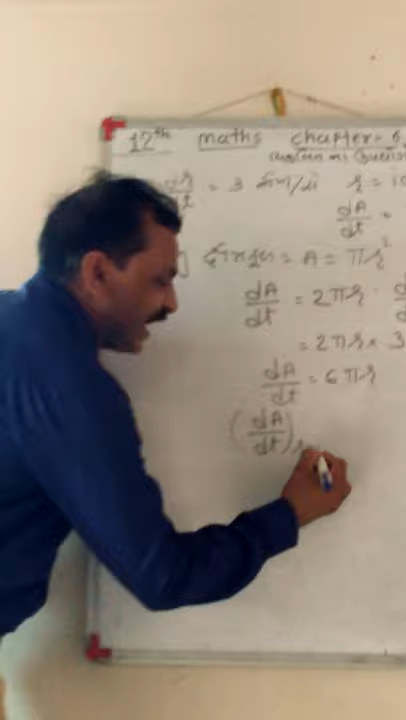 12th maths chapter- 6
dr/dt = 3 सेमी/से r = 10
dA/dt =
क्षेत्रफल = A = πr²
dA/dt = 2πr · d
= 2πr × 3
dA/dt = 6πr
(dA/dt)r